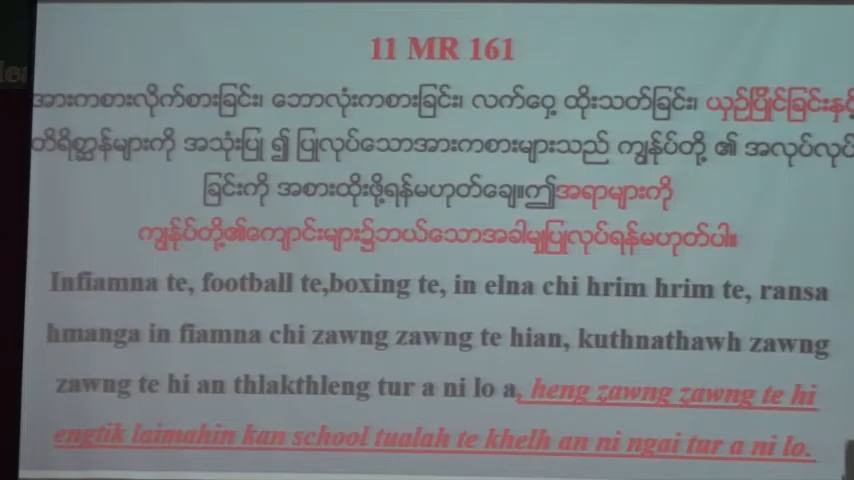 11 MR 161
အားကစားလိုက်စားခြင်း၊ ဘောလုံးကစားခြင်း၊ လက်ဝှေ့ ထိုးသတ်ခြင်း၊ ယှဉ်ပြိုင်ခြင်းနှင့်
တိရိစ္ဆာန်များကို အသုံးပြု ၍ ပြုလုပ်သောအားကစားများသည် ကျွန်ုပ်တို့ ၏ အလုပ်လုပ်
ခြင်းကို အစားထိုးဖို့ရန်မဟုတ်ချေ။ဤအရာများကို
ကျွန်ုပ်တို့၏ကျောင်းများ၌ဘယ်သောအခါမျှပြုလုပ်ရန်မဟုတ်ပါ။
Infiamna te, football te,boxing te, in elna chi hrim hrim te, ransa
hmanga in fiamna chi zawng zawng te hian, kuthnathawh zawng
zawng te hi an thlakthleng tur a ni lo a, heng zawng zawng te hi
engtik laimahin kan school tualah te khelh an ni ngai tur a ni lo.